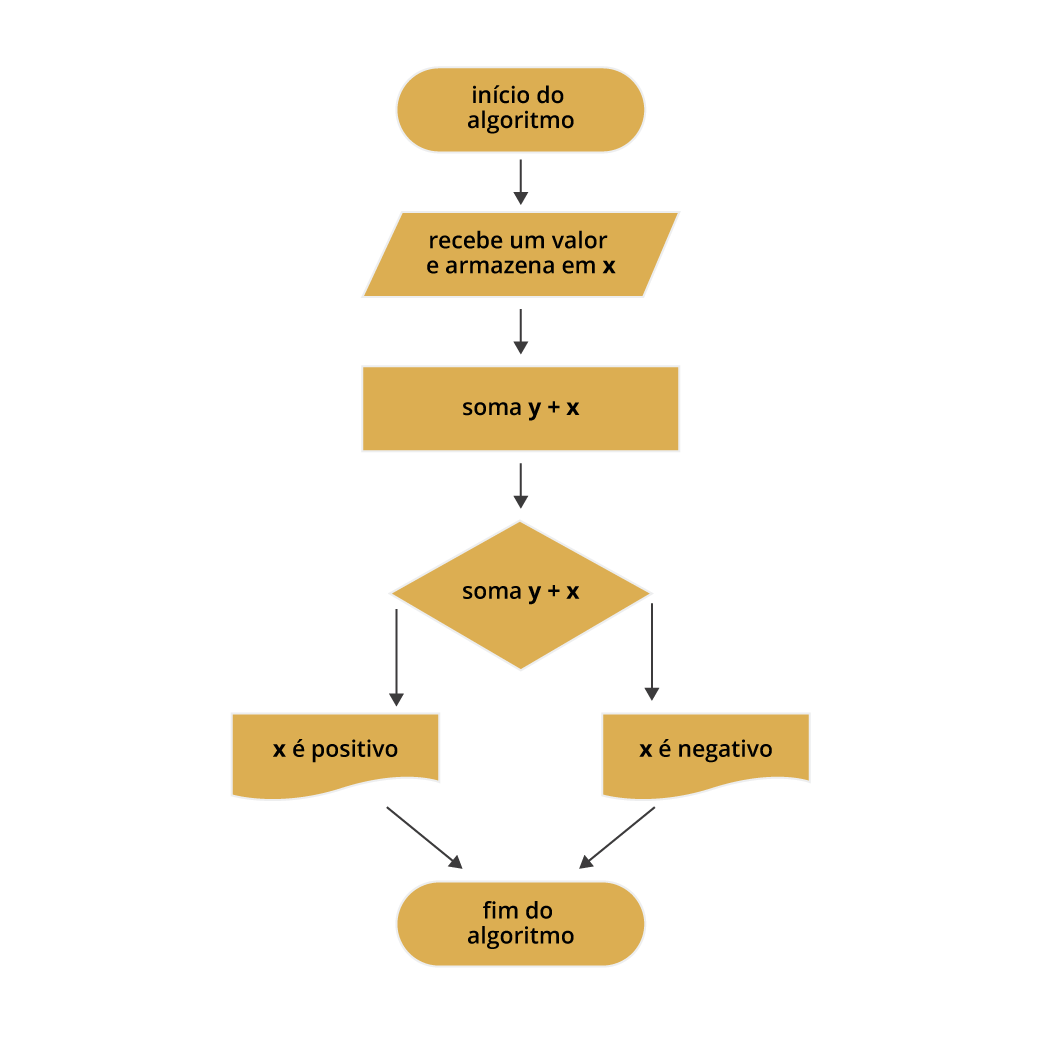 início do
algoritmo
recebe um valor
e armazena em x
soma y + x
soma y + x
x é positivo
x é negativo
fim do
algoritmo